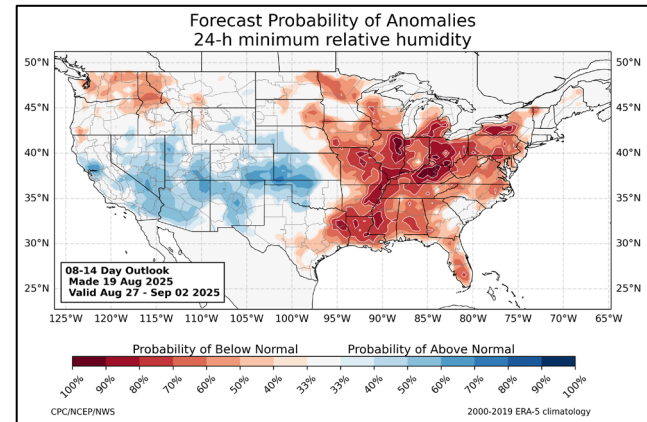 Forecast Probability of Anomalies
24-h minimum relative humidity
50°N
50°N
45°N
45°N
40°N
40°N
35°N
35°N
30°N
30°N
25°N
25°N
08-14 Day Outlook
Made 19 Aug 2025
Valid Aug 27 - Sep 02 2025
125°W 120°W 115°W 110°W 105°W 100°W 95°W 90°W 85°W 80°W 75°W 70°W 65°W
Probability of Below Normal Probability of Above Normal
100% 90% 80% 70% 60% 50% 40% 33% 33% 40% 50% 60% 70% 80% 90% 100%
CPC/NCEP/NWS 2000-2019 ERA-5 climatology